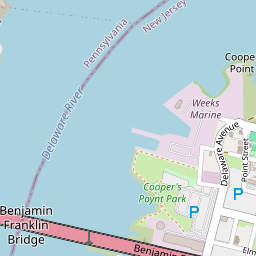 Pennsylvania
New Jersey
Delaware River
Coope
Point
Weeks
Marine
Delaware Avenue
Point Street
Cooper's
Poynt Park
P
P
Benjamin
Franklin
Bridge
Benjam
Elm